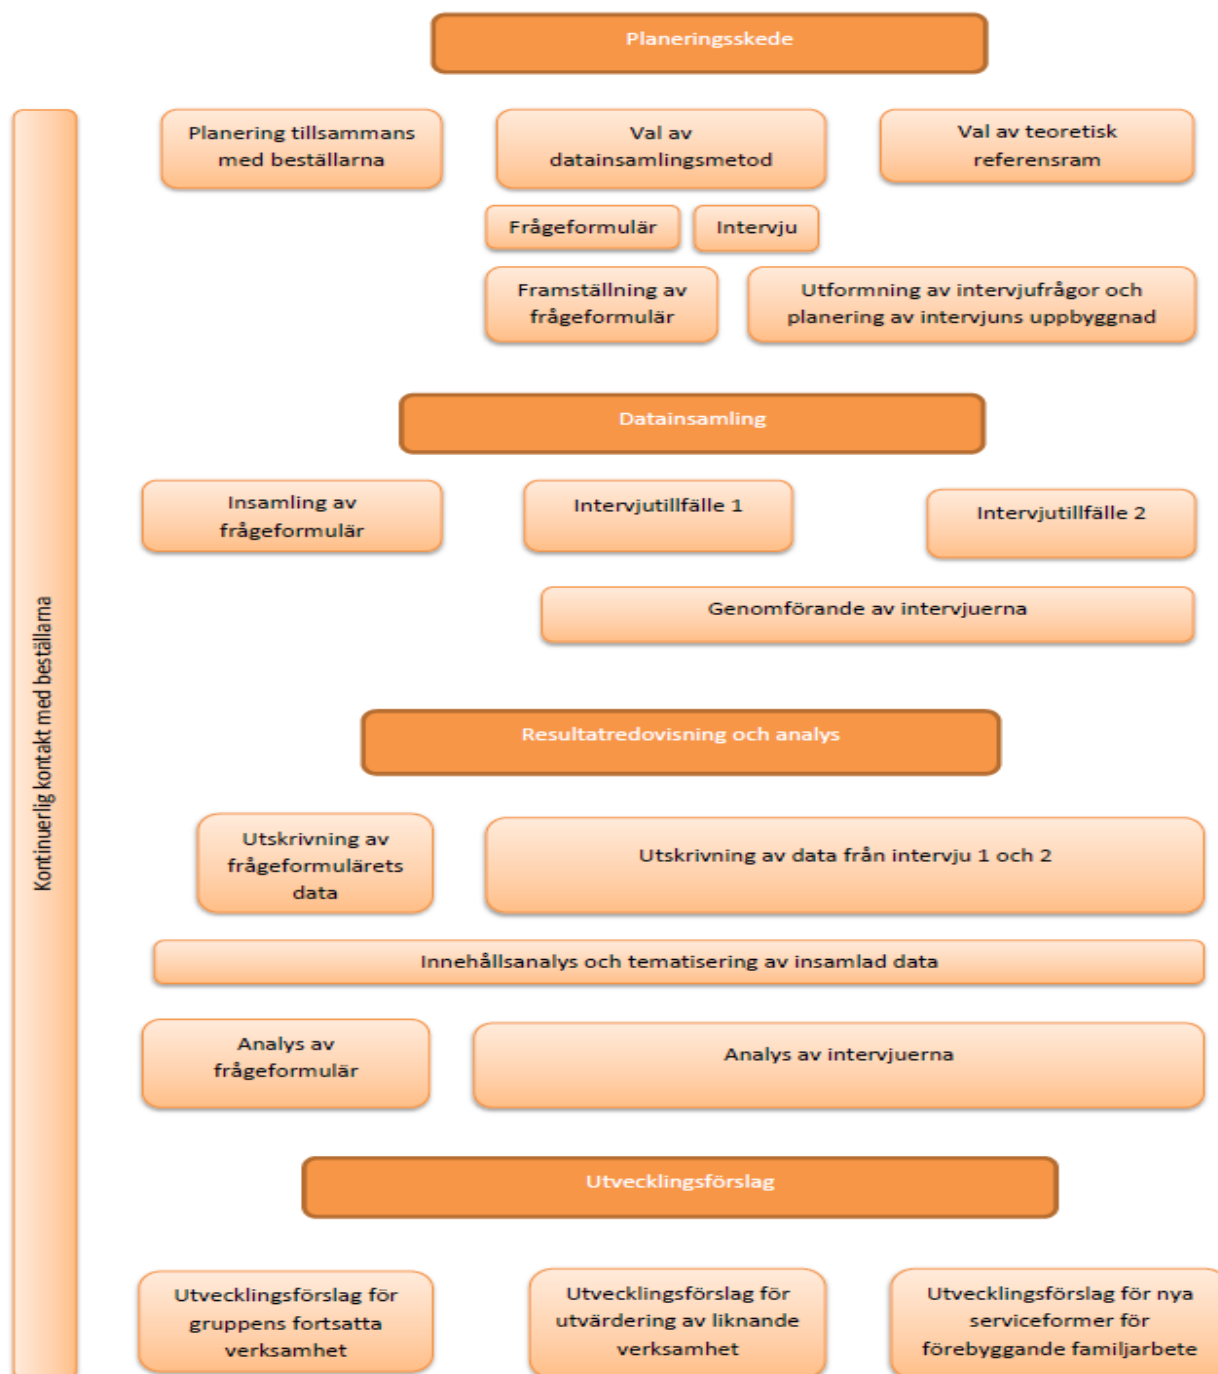 Planeringsskede
Planering tillsammans
med beställarna
Val av
datainsamlingsmetod
Val av teoretisk
referensram
Frågeformulär
Intervju
Framställning av
frågeformulär
Utformning av intervjufrågor och
planering av intervjuns uppbyggnad
Datainsamling
Insamling av
frågeformulär
Intervjutillfälle 1
Intervjutillfälle 2
Genomförande av intervjuerna
Kontinuerlig kontakt med beställarna
Resultatredovisning och analys
Utskrivning av
frågeformulärets
data
Utskrivning av data från intervju 1 och 2
Innehållsanalys och tematisering av insamlad data
Analys av
frågeformulär
Analys av intervjuerna
Utvecklingsförslag
Utvecklingsförslag för
gruppens fortsatta
verksamhet
Utvecklingsförslag för
utvärdering av liknande
verksamhet
Utvecklingsförslag för nya
serviceformer för
förebyggande familjarbete